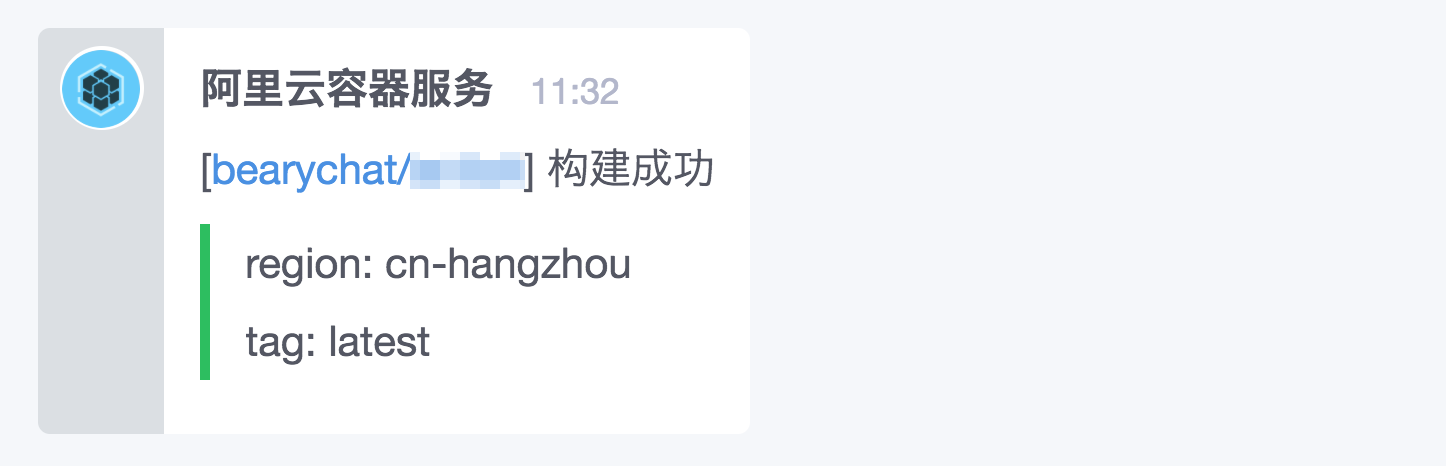 阿里云容器服务 11:32
[bearychat/] 构建成功
region: cn-hangzhou
tag: latest